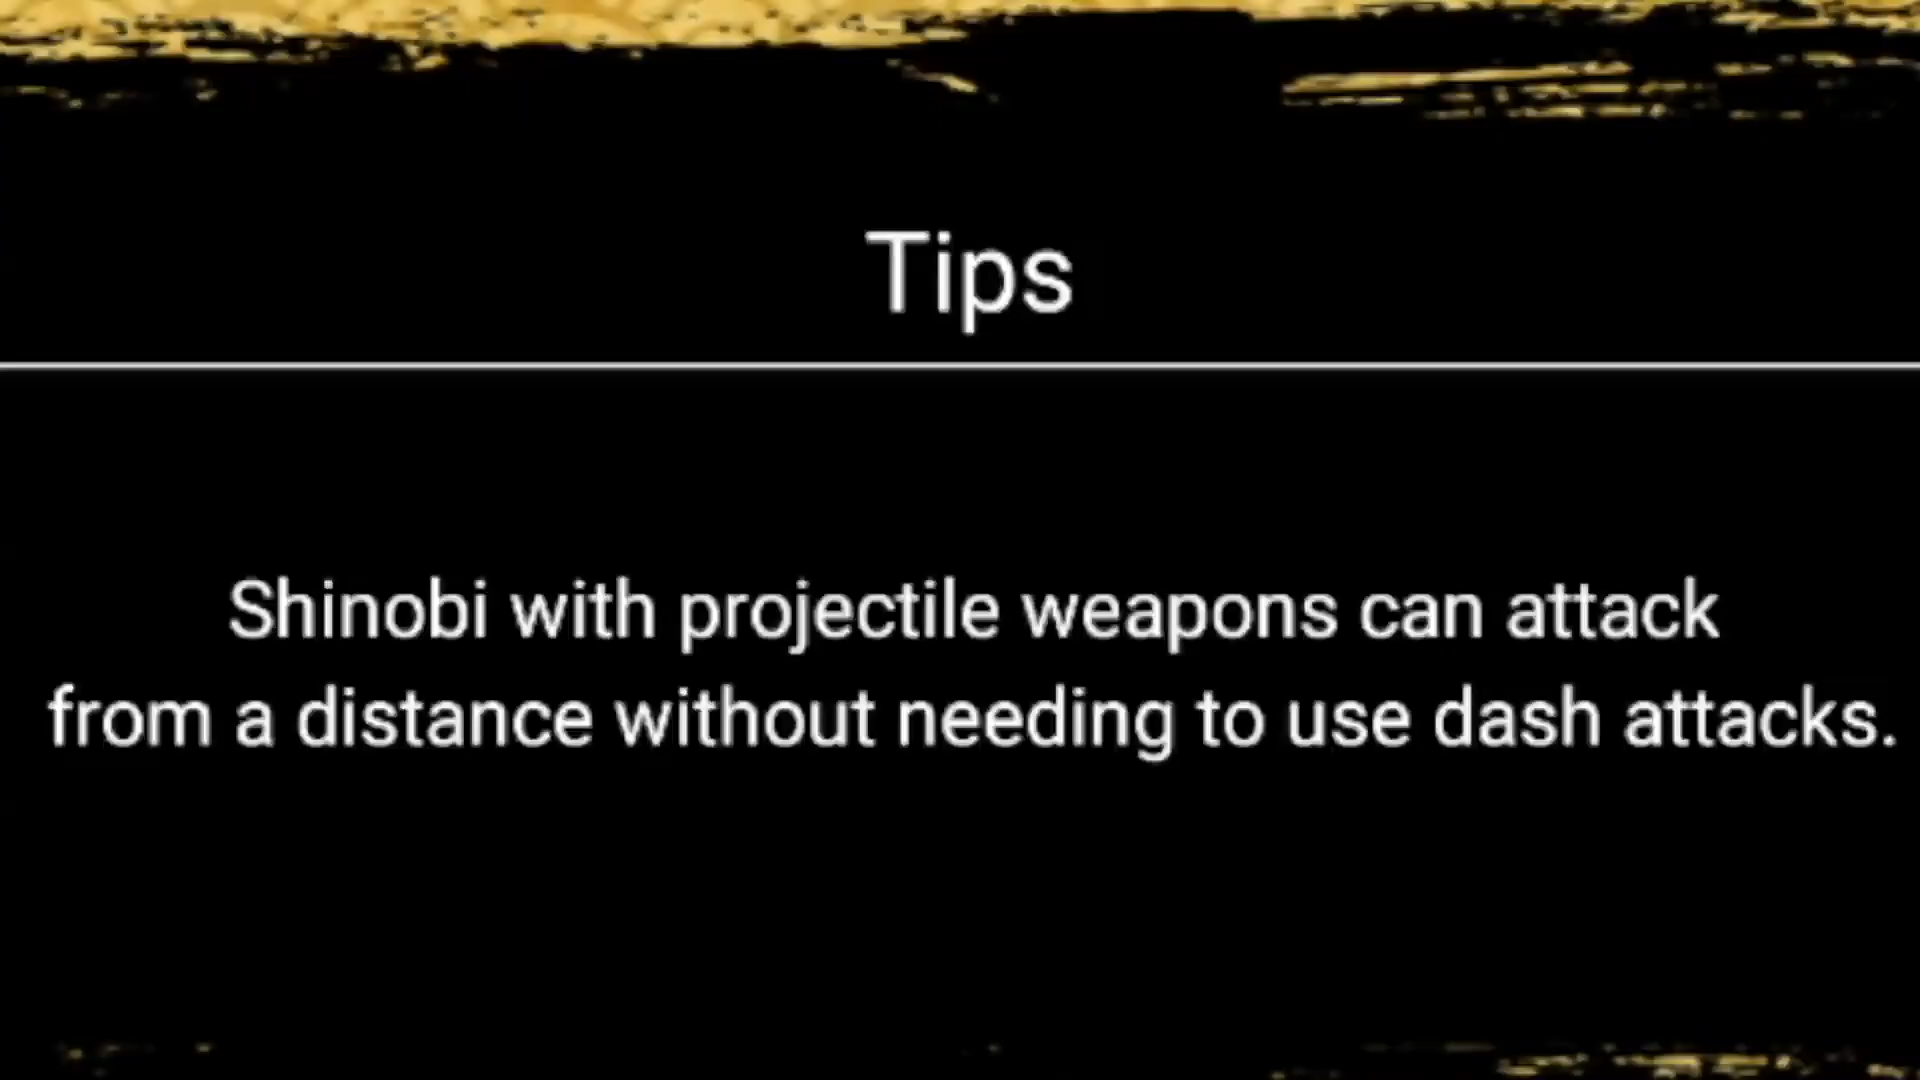 Tips
Shinobi with projectile weapons can attack
from a distance without needing to use dash attacks.